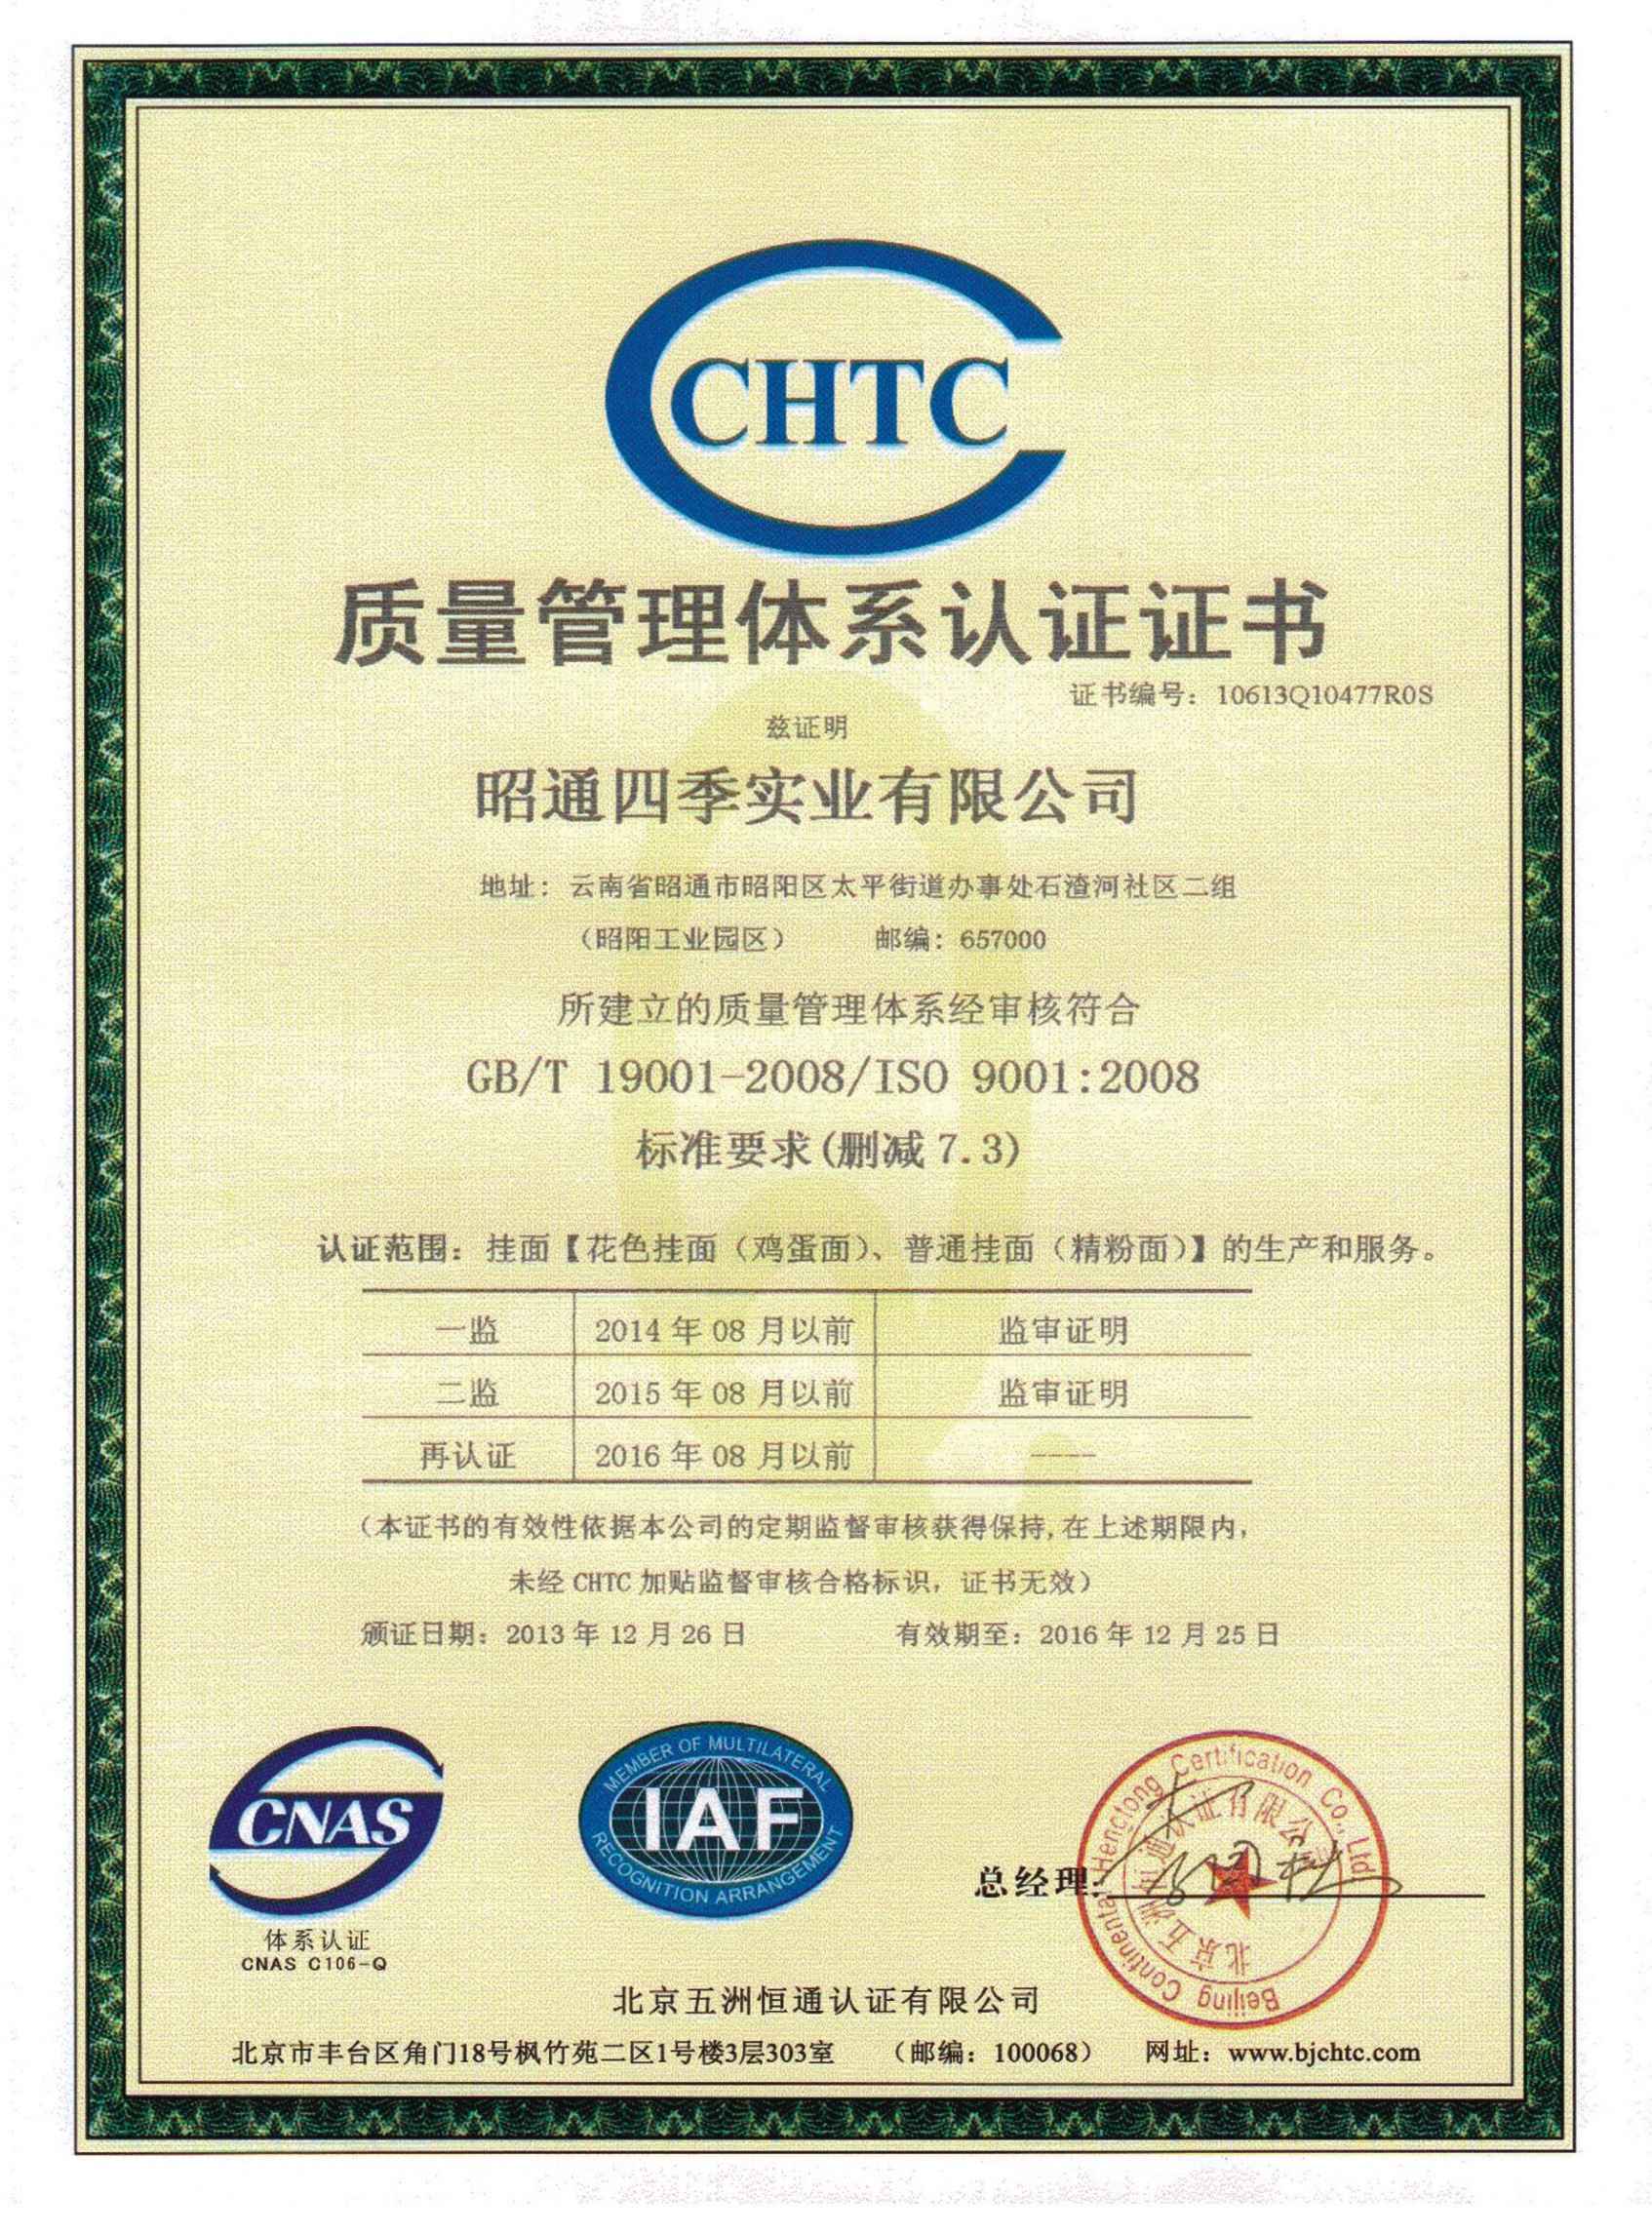 CHTC
质量管理体系认证证书
证书编号：10613Q10477R0S
兹证明
昭通四季实业有限公司
地址：云南省昭通市昭阳区太平街道办事处石渣河社区二组
（昭阳工业园区） 邮编：657000
所建立的质量管理体系经审核符合
GB/T 19001-2008/ISO 9001:2008
标准要求(删减 7.3)
认证范围：挂面【花色挂面（鸡蛋面）、普通挂面（精粉面）】的生产和服务。
一监 2014 年 08 月以前 监审证明
二监 2015 年 08 月以前 监审证明
再认证 2016 年 08 月以前 ----
（本证书的有效性依据本公司的定期监督审核获得保持,在上述期限内，
未经 CHTC 加贴监督审核合格标识，证书无效）
颁证日期：2013 年 12 月 26 日 有效期至：2016 年 12 月 25 日
CNAS
体系认证
CNAS C106-Q
MEMBER OF MULTILATERAL
IAF
RECOGNITION ARRANGEMENT
总经理:
Beijing Continental Hengtong Certification Co., Ltd
北京五洲恒通认证有限公司
北京五洲恒通认证有限公司
北京市丰台区角门18号枫竹苑二区1号楼3层303室 （邮编：100068） 网址：www.bjchtc.com